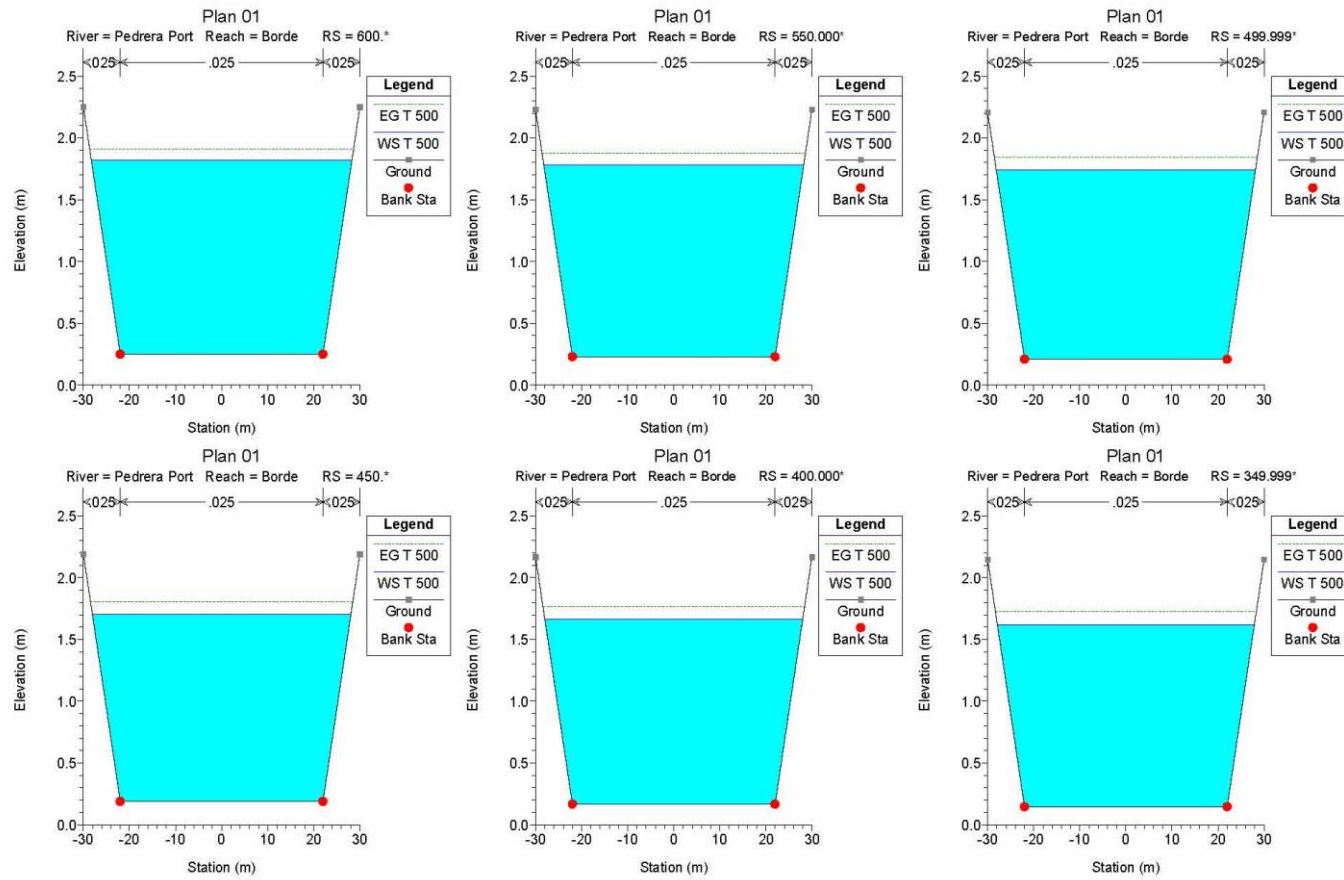 Plan 01
River = Pedrera Port Reach = Borde RS = 600.*
.025 .025 .025
Legend
EG T 500
WS T 500
Ground
Bank Sta
Elevation (m)
2.5
2.0
1.5
1.0
0.5
0.0
-30 -20 -10 0 10 20 30
Station (m)
Plan 01
River = Pedrera Port Reach = Borde RS = 550.000*
.025 .025 .025
Legend
EG T 500
WS T 500
Ground
Bank Sta
Elevation (m)
2.5
2.0
1.5
1.0
0.5
0.0
-30 -20 -10 0 10 20 30
Station (m)
Plan 01
River = Pedrera Port Reach = Borde RS = 499.999*
.025 .025 .025
Legend
EG T 500
WS T 500
Ground
Bank Sta
Elevation (m)
2.5
2.0
1.5
1.0
0.5
0.0
-30 -20 -10 0 10 20 30
Station (m)
Plan 01
River = Pedrera Port Reach = Borde RS = 450.*
.025 .025 .025
Legend
EG T 500
WS T 500
Ground
Bank Sta
Elevation (m)
2.5
2.0
1.5
1.0
0.5
0.0
-30 -20 -10 0 10 20 30
Station (m)
Plan 01
River = Pedrera Port Reach = Borde RS = 400.000*
.025 .025 .025
Legend
EG T 500
WS T 500
Ground
Bank Sta
Elevation (m)
2.5
2.0
1.5
1.0
0.5
0.0
-30 -20 -10 0 10 20 30
Station (m)
Plan 01
River = Pedrera Port Reach = Borde RS = 349.999*
.025 .025 .025
Legend
EG T 500
WS T 500
Ground
Bank Sta
Elevation (m)
2.5
2.0
1.5
1.0
0.5
0.0
-30 -20 -10 0 10 20 30
Station (m)